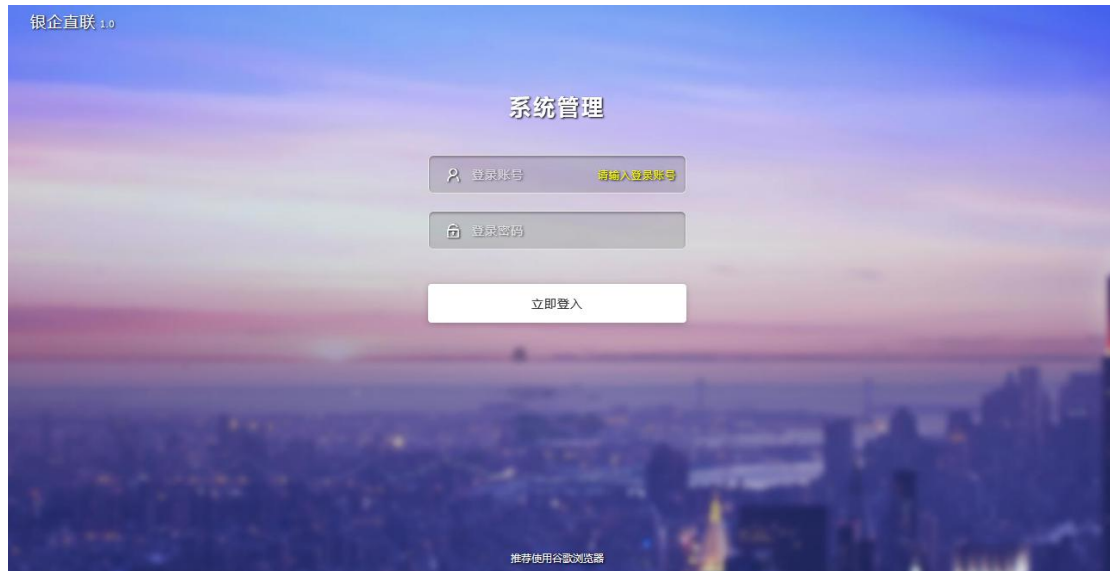 银企直联 1.0
系统管理
登录账号 请输入登录账号
登录密码
立即登入
推荐使用谷歌浏览器